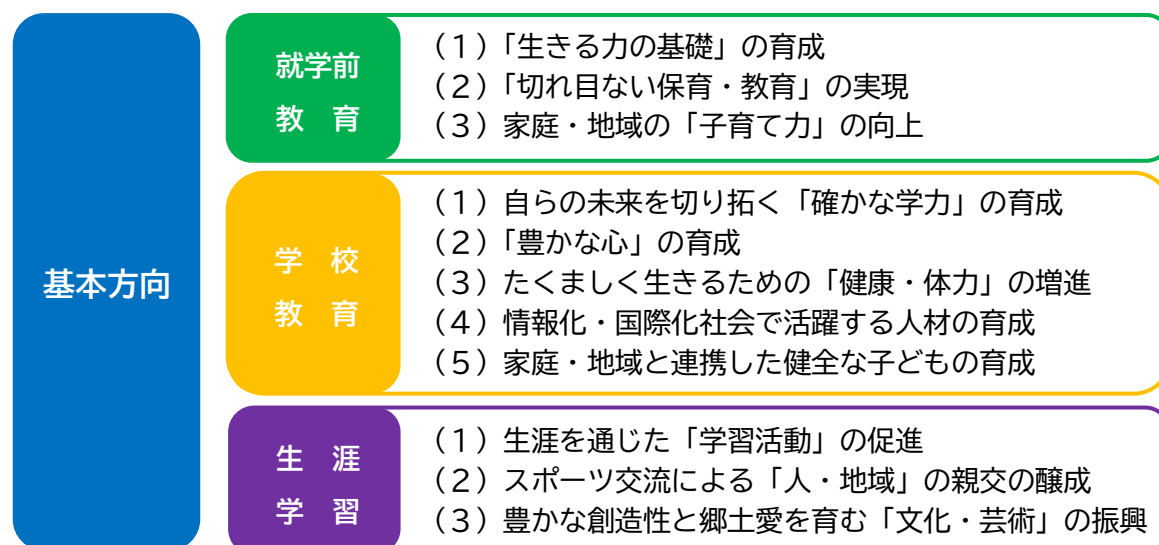 基本方向
就学前
教　育
（１）「生きる力の基礎」の育成
（２）「切れ目ない保育・教育」の実現
（３）家庭・地域の「子育て力」の向上
学　校
教　育
（１）自らの未来を切り拓く「確かな学力」の育成
（２）「豊かな心」の育成
（３）たくましく生きるための「健康・体力」の増進
（４）情報化・国際化社会で活躍する人材の育成
（５）家庭・地域と連携した健全な子どもの育成
生　涯
学　習
（１）生涯を通じた「学習活動」の促進
（２）スポーツ交流による「人・地域」の親交の醸成
（３）豊かな創造性と郷土愛を育む「文化・芸術」の振興